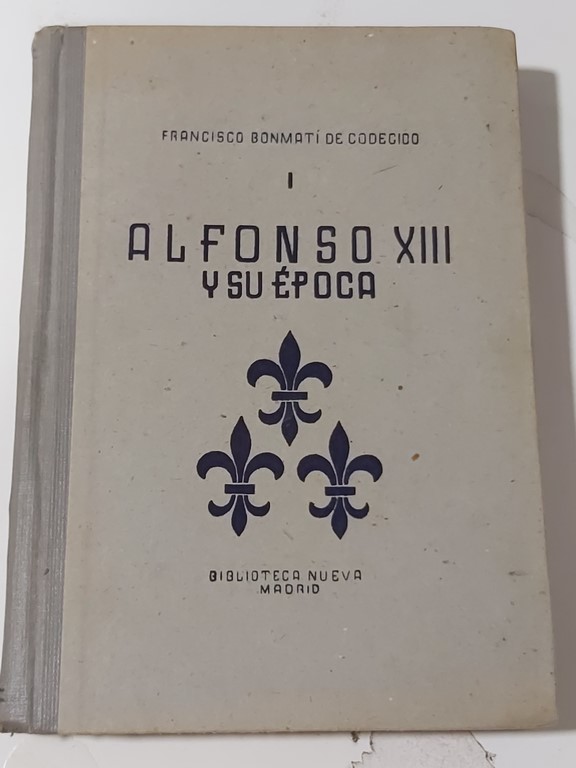 FRANCISCO BONMATÍ DE CODECIDO
I
ALFONSO XIII
Y SU ÉPOCA
BIBLIOTECA NUEVA
MADRID